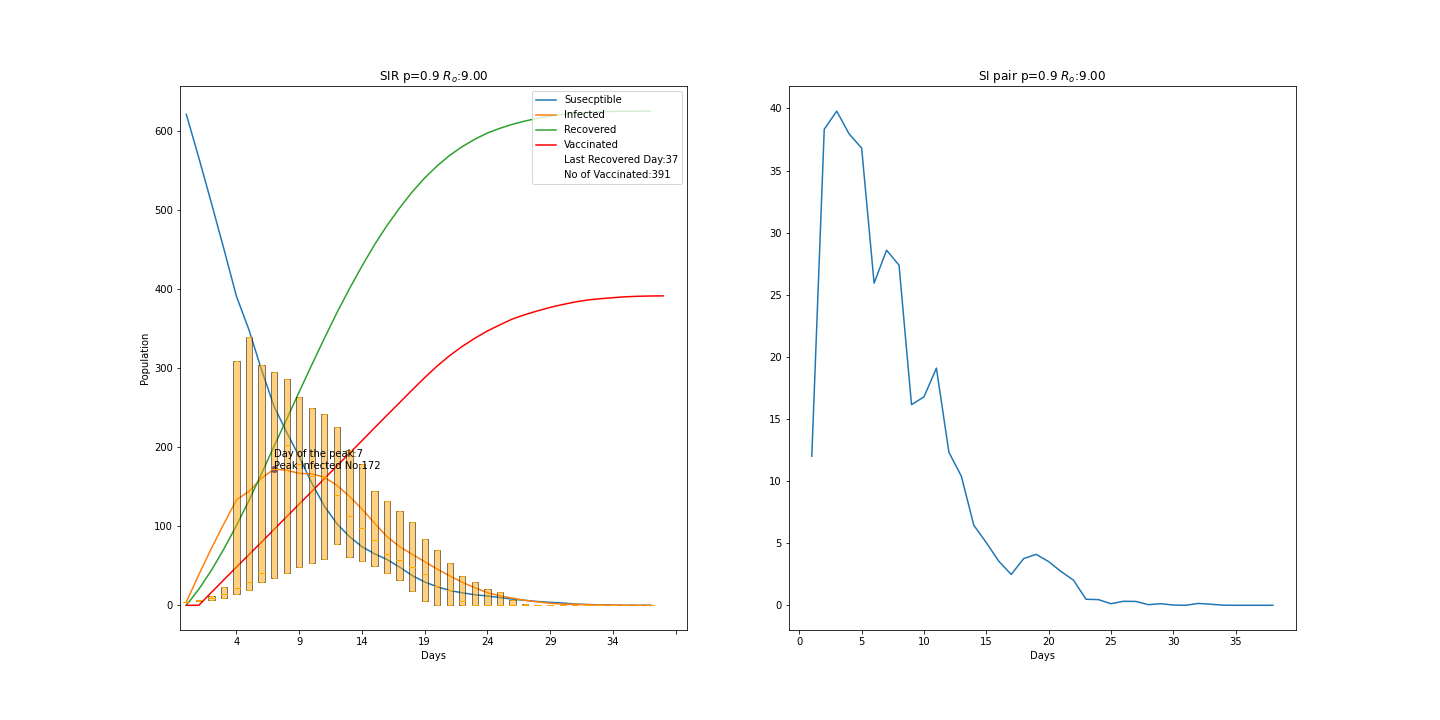 SIR p=0.9 Rₒ:9.00
Susecptible
Infected
Recovered
Vaccinated
Last Recovered Day:37
No of Vaccinated:391
600
500
400
300
200
100
0
Population
Day of the peak:7
Peak Infected No:172
4 9 14 19 24 29 34
Days
SI pair p=0.9 Rₒ:9.00
40
35
30
25
20
15
10
5
0
0 5 10 15 20 25 30 35
Days